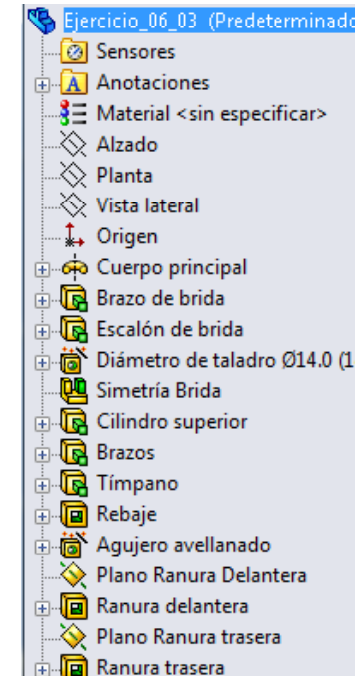 Ejercicio_06_03 (Predeterminado
Sensores
Anotaciones
Material <sin especificar>
Alzado
Planta
Vista lateral
Origen
Cuerpo principal
Brazo de brida
Escalón de brida
Diámetro de taladro Ø14.0 (1
Simetría Brida
Cilindro superior
Brazos
Tímpano
Rebaje
Agujero avellanado
Plano Ranura Delantera
Ranura delantera
Plano Ranura trasera
Ranura trasera